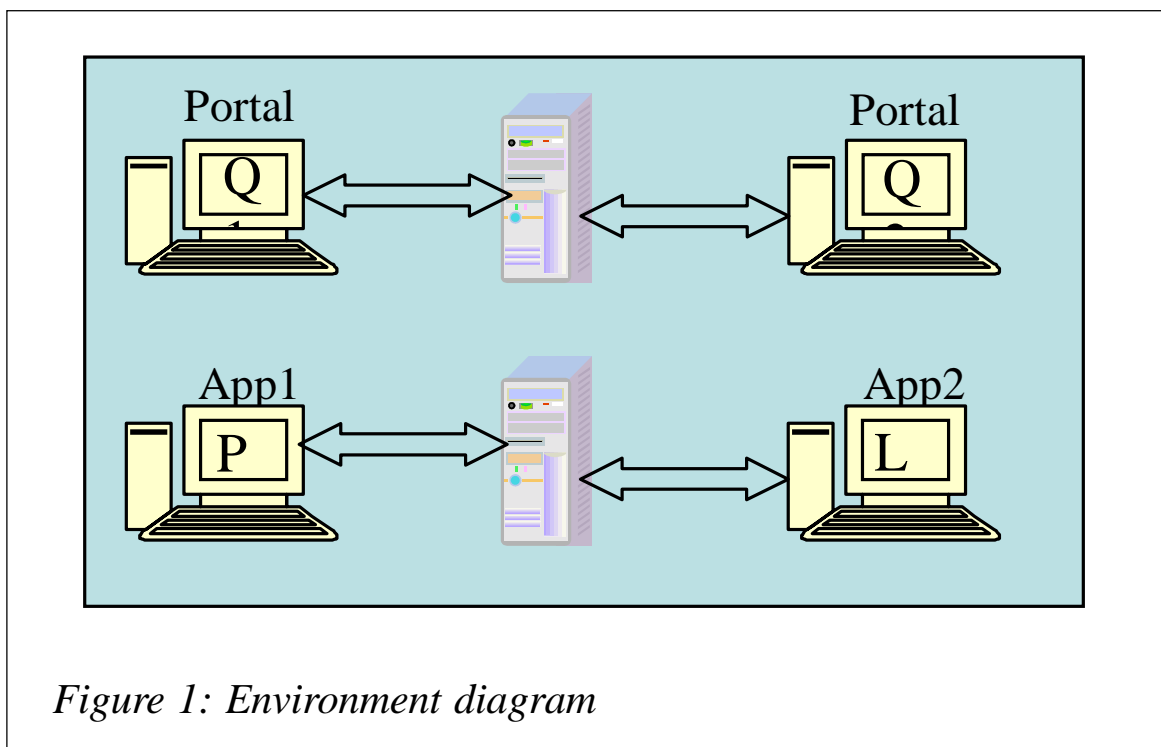 Portal
Portal
Q
Q
App1
App2
P
L
Figure 1: Environment diagram